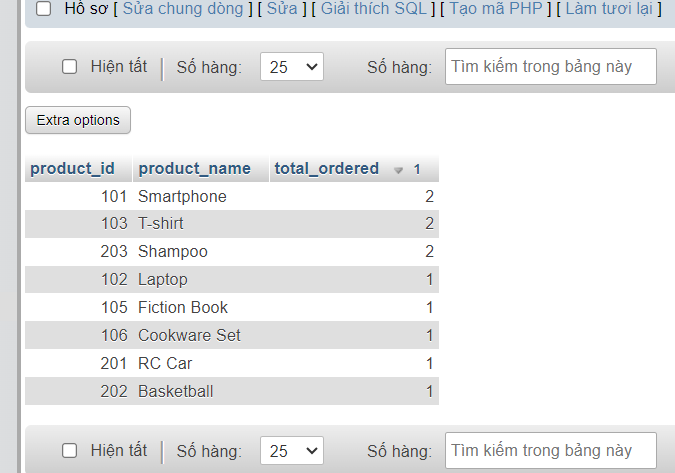 Hồ sơ [ Sửa chung dòng ] [ Sửa ] [ Giải thích SQL ] [ Tạo mã PHP ] [ Làm tươi lại ]
Hiện tất Số hàng: 25 Số hàng: Tìm kiếm trong bảng này
Extra options
product_id product_name total_ordered 1
101 Smartphone 2
103 T-shirt 2
203 Shampoo 2
102 Laptop 1
105 Fiction Book 1
106 Cookware Set 1
201 RC Car 1
202 Basketball 1
Hiện tất Số hàng: 25 Số hàng: Tìm kiếm trong bảng này